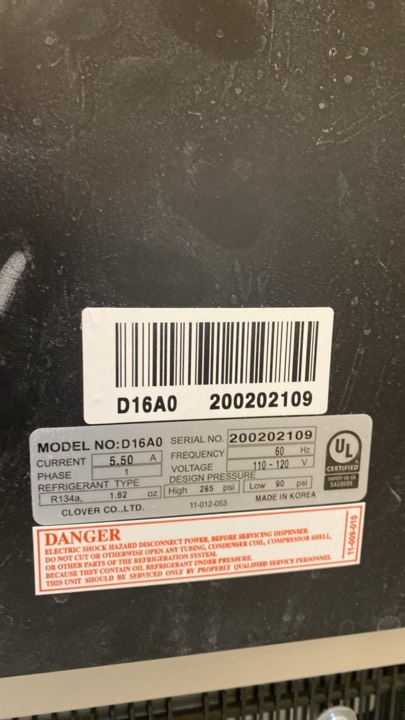 D16A0 200202109
MODEL NO:D16A0 SERIAL NO. 200202109
CURRENT 5.50 A FREQUENCY 60 Hz
PHASE 1 VOLTAGE 110 - 120 V
REFRIGERANT TYPE DESIGN PRESSURE
R134a, 1.62 oz High 265 psi Low 90 psi
CLOVER CO.,LTD. 11-012-053 MADE IN KOREA
UL
CERTIFIED
SAFETY US CA
DANGER
ELECTRIC SHOCK HAZARD DISCONNECT POWER, BEFORE SERVICING DISPENSER.
DO NOT CUT OR OTHERWISE OPEN ANY TUBING, CONDENSER COIL, COMPRESSOR SHELL,
OR OTHER PARTS OF THE REFRIGERATION SYSTEM.
BECAUSE THEY CONTAIN OIL REFRIGERANT UNDER PRESSURE.
THIS UNIT SHOULD BE SERVICED ONLY BY PROPERLY QUALIFIED SERVICE PERSONNEL
11-009-010